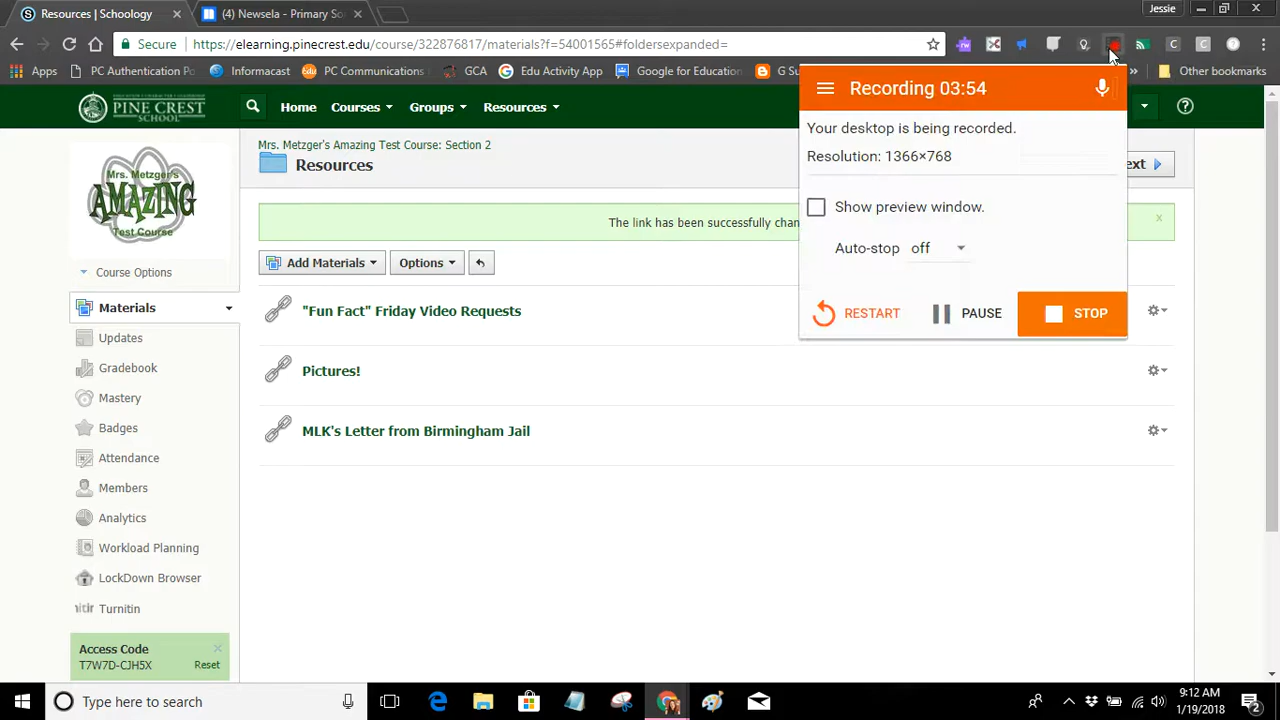 Resources | Schoology
(4) Newsela - Primary So
Jessie
Secure
https://elearning.pinecrest.edu/course/322876817/materials?f=54001565#foldersexpanded=
Apps
PC Authentication
Informacast
PC Communications
GCA
Edu Activity App
Google for Education
G Su
Other bookmarks
PINE CREST
SCHOOL
Home
Courses
Groups
Resources
Recording 03:54
Your desktop is being recorded.
Resolution: 1366×768
Show preview window.
Auto-stop off
RESTART
PAUSE
STOP
Mrs. Metzger's
AMAZING
Test Course
Mrs. Metzger's Amazing Test Course: Section 2
Resources
ext
The link has been successfully chan
Course Options
Add Materials
Options
Materials
Updates
Gradebook
Mastery
Badges
Attendance
Members
Analytics
Workload Planning
LockDown Browser
Turnitin
"Fun Fact" Friday Video Requests
Pictures!
MLK's Letter from Birmingham Jail
Access Code
T7W7D-CJH5X
Reset
Type here to search
9:12 AM
1/19/2018
2